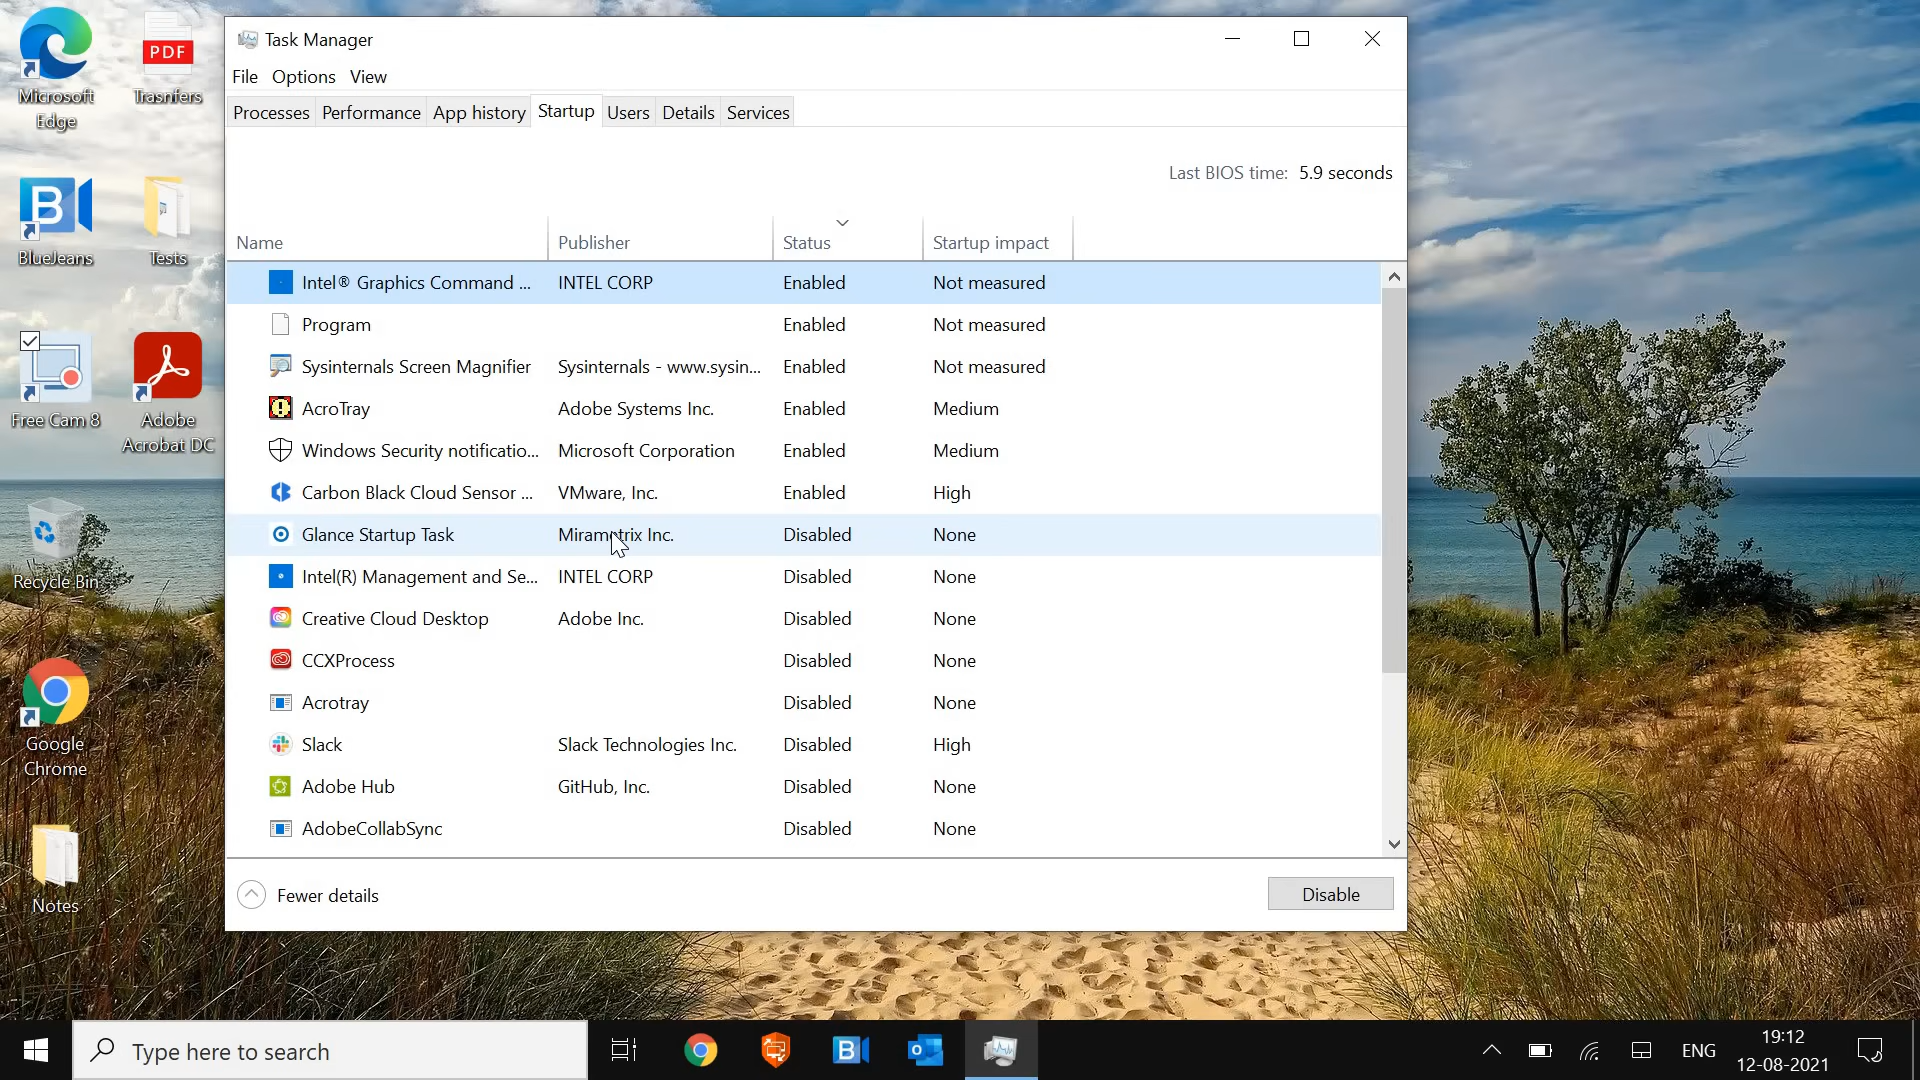 Microsoft
Edge
PDF
Trasnfers
B
BlueJeans
Tests
Free Cam 8
Adobe
Acrobat DC
Recycle Bin
Google
Chrome
Notes
Task Manager
File Options View
Processes Performance App history Startup Users Details Services
Last BIOS time: 5.9 seconds
Name Publisher Status Startup impact
Intel® Graphics Command ... INTEL CORP Enabled Not measured
Program Enabled Not measured
Sysinternals Screen Magnifier Sysinternals - www.sysin... Enabled Not measured
AcroTray Adobe Systems Inc. Enabled Medium
Windows Security notificatio... Microsoft Corporation Enabled Medium
Carbon Black Cloud Sensor ... VMware, Inc. Enabled High
Glance Startup Task Mirametrix Inc. Disabled None
Intel(R) Management and Se... INTEL CORP Disabled None
Creative Cloud Desktop Adobe Inc. Disabled None
CCXProcess Disabled None
Acrotray Disabled None
Slack Slack Technologies Inc. Disabled High
Adobe Hub GitHub, Inc. Disabled None
AdobeCollabSync Disabled None
Fewer details Disable
Type here to search
B
ENG
19:12
12-08-2021